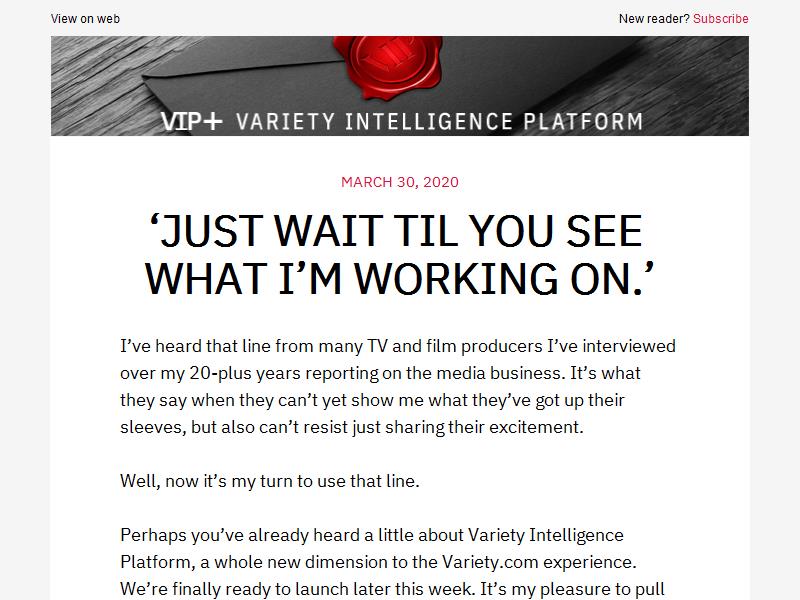 View on web
New reader? Subscribe
VIP+ VARIETY INTELLIGENCE PLATFORM
MARCH 30, 2020
‘JUST WAIT TIL YOU SEE
WHAT I’M WORKING ON.’
I’ve heard that line from many TV and film producers I’ve interviewed
over my 20-plus years reporting on the media business. It’s what
they say when they can’t yet show me what they’ve got up their
sleeves, but also can’t resist just sharing their excitement.
Well, now it’s my turn to use that line.
Perhaps you’ve already heard a little about Variety Intelligence
Platform, a whole new dimension to the Variety.com experience.
We’re finally ready to launch later this week. It’s my pleasure to pull